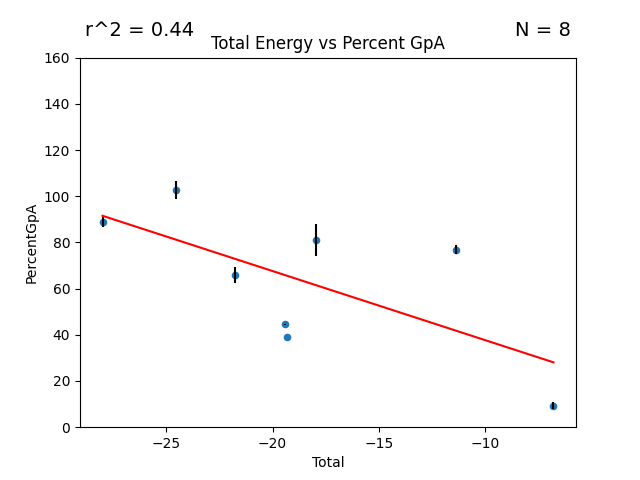 r^2 = 0.44
N = 8
Total Energy vs Percent GpA
160
140
120
100
80
60
40
20
0
PercentGpA
−25
−20
−15
−10
Total